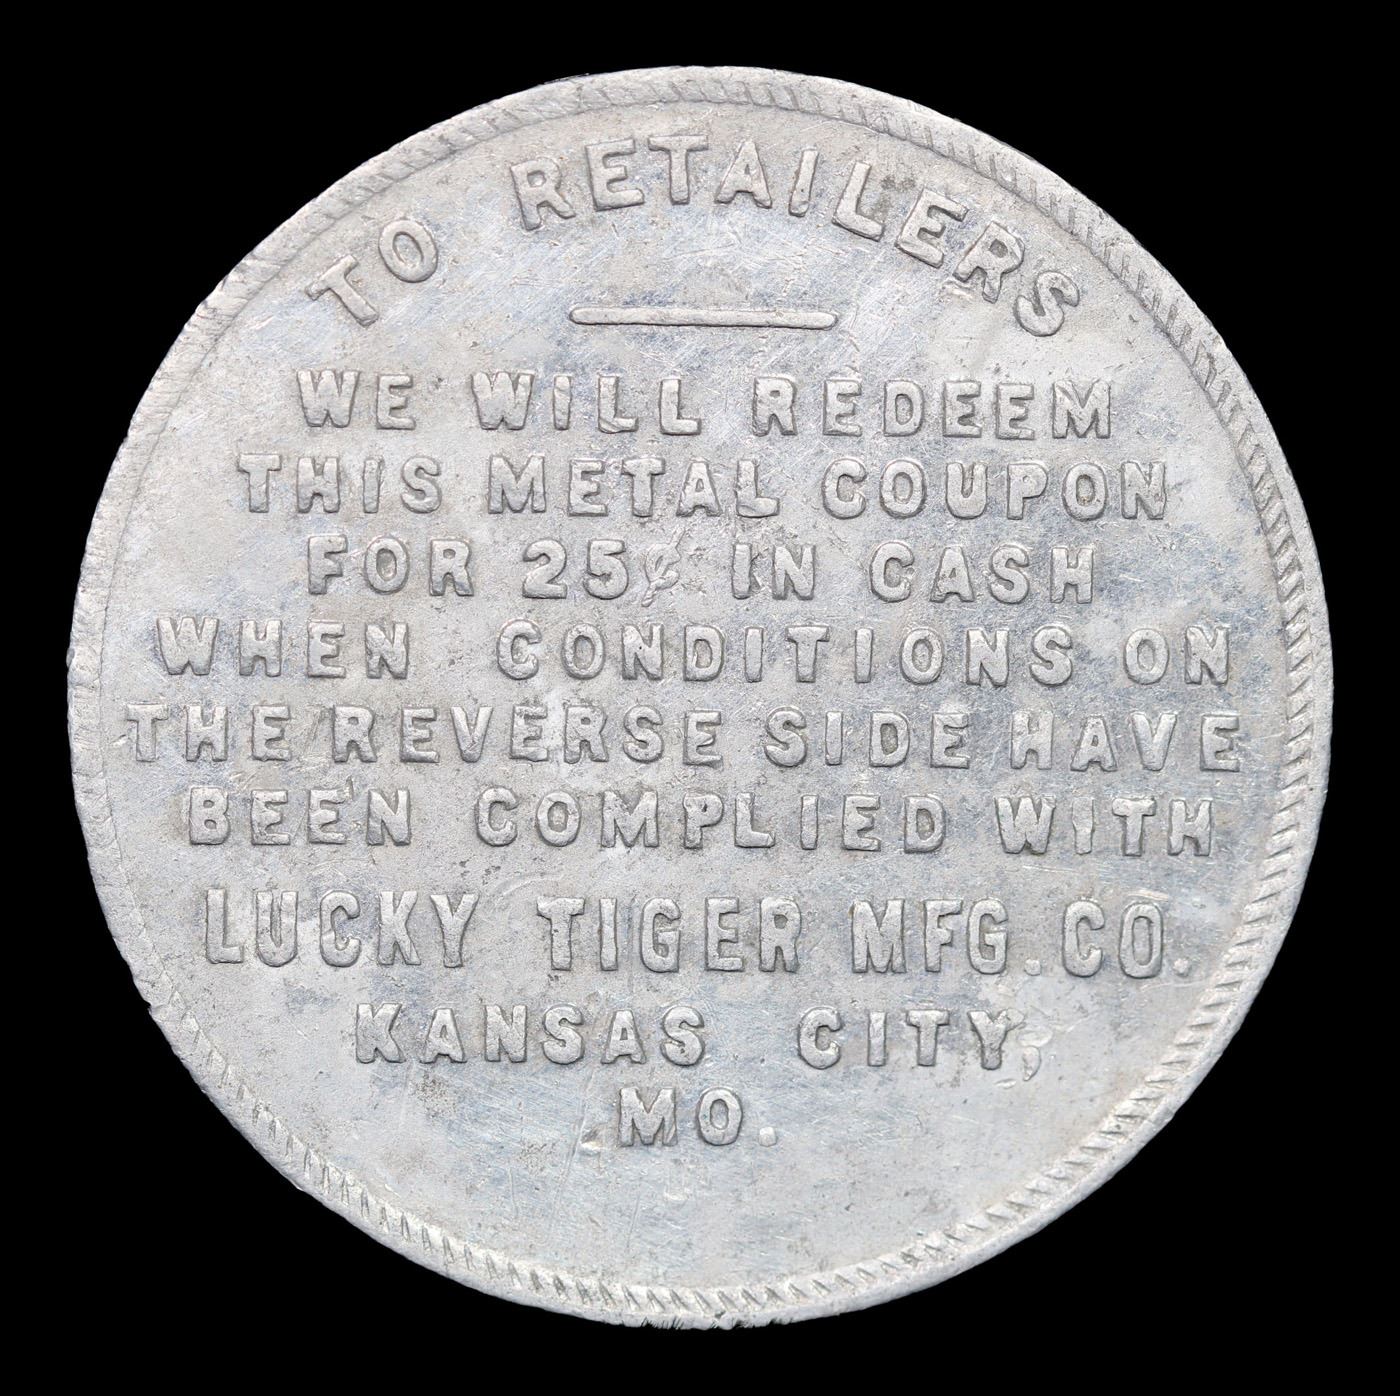 TO RETAILERS
WE WILL REDEEM
THIS METAL COUPON
FOR 25¢ IN CASH
WHEN CONDITIONS ON
THE REVERSE SIDE HAVE
BEEN COMPLIED WITH
LUCKY TIGER MFG. CO.
KANSAS CITY,
MO.